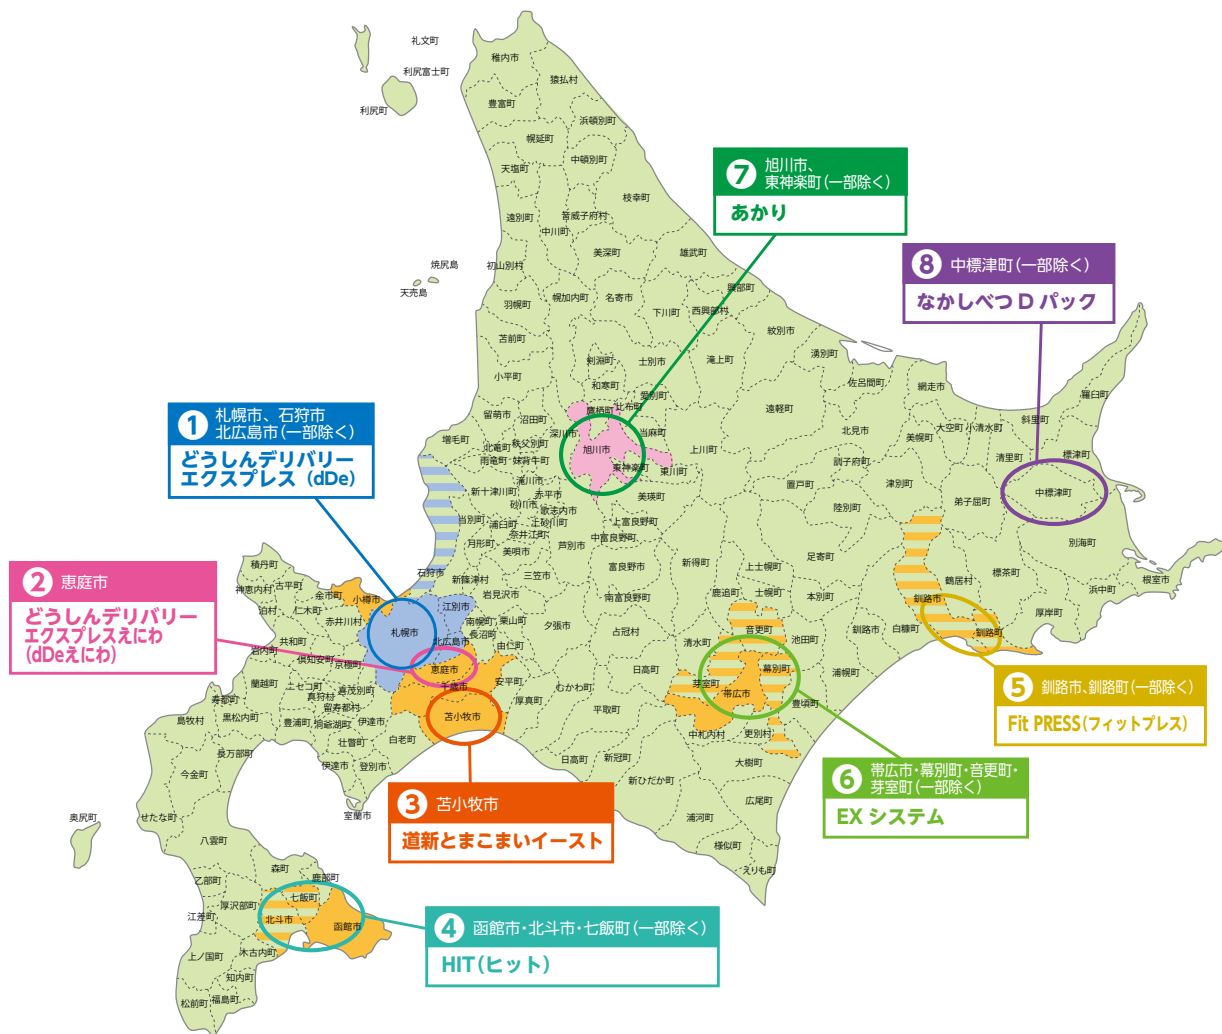 礼文町
利尻富士町
利尻町
稚内市
猿払村
豊富町
浜頓別町
幌延町
中頓別町
天塩町
枝幸町
遠別町
音威子府村
中川町
美深町
雄武町
焼尻島
天売島
初山別村
羽幌町
幌加内町
名寄市
下川町
西興部村
興部町
紋別市
苫前町
剣淵町
士別市
滝上町
湧別町
佐呂間町
網走市
小平町
和寒町
愛別町
比布町
鷹栖町
遠軽町
北見市
美幌町
大空町
小清水町
斜里町
羅臼町
留萌市
沼田町
深川市
当麻町
旭川市
東神楽町
東川町
上川町
訓子府町
清里町
標津町
増毛町
北竜町
秩父別町
雨竜町
妹背牛町
滝川市
新十津川町
赤平市
砂川市
歌志内市
美瑛町
置戸町
陸別町
津別町
弟子屈町
中標津町
別海町
当別町
浦臼町
上砂川町
奈井江町
月形町
美唄市
芦別市
上富良野町
中富良野町
富良野市
新得町
上士幌町
足寄町
鶴居村
標茶町
浜中町
根室市
厚岸町
石狩市
新篠津村
三笠市
岩見沢市
積丹町
神恵内村
古平町
余市町
小樽市
泊村
仁木町
赤井川村
札幌市
江別市
南幌町
栗山町
長沼町
北広島市
夕張市
由仁町
南富良野町
占冠村
鹿追町
士幌町
本別町
音更町
清水町
池田町
釧路市
白糠町
釧路市
釧路町
共和町
岩内町
倶知安町
京極町
恵庭市
千歳市
安平町
日高町
芽室町
幕別町
帯広市
浦幌町
蘭越町
ニセコ町
喜茂別町
真狩村
留寿都村
苫小牧市
厚真町
むかわ町
平取町
豊頃町
中札内村
更別村
寿都町
島牧村
黒松内町
豊浦町
洞爺湖町
伊達市
壮瞥町
白老町
日高町
新冠町
大樹町
長万部町
伊達市
登別市
今金町
新ひだか町
室蘭市
広尾町
奥尻町
せたな町
浦河町
八雲町
様似町
えりも町
森町
鹿部町
乙部町
七飯町
厚沢部町
江差町
北斗市
函館市
上ノ国町
木古内町
知内町
松前町
福島町
1 札幌市、石狩市
北広島市(一部除く)
どうしんデリバリー
エクスプレス (dDe)
2 恵庭市
どうしんデリバリー
エクスプレスえにわ
(dDeえにわ)
3 苫小牧市
道新とまこまいイースト
4 函館市・北斗市・七飯町(一部除く)
HIT(ヒット)
5 釧路市、釧路町(一部除く)
Fit PRESS(フィットプレス)
6 帯広市・幕別町・音更町・
芽室町(一部除く)
EX システム
7 旭川市、
東神楽町(一部除く)
あかり
8 中標津町(一部除く)
なかしべつ D パック